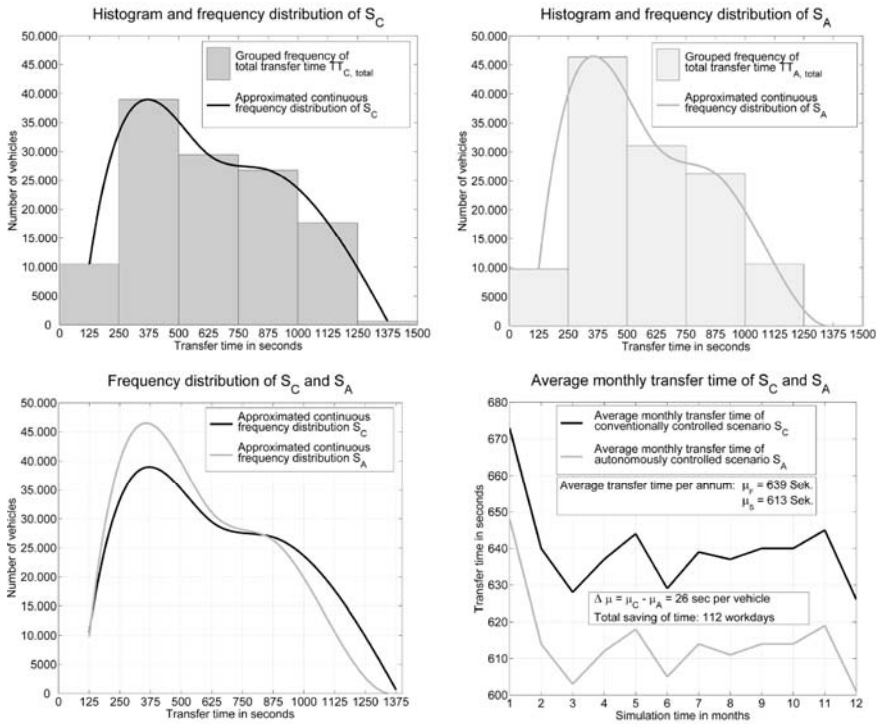 Histogram and frequency distribution of S_C
50.000
45.000
40.000
35.000
30.000
25.000
20.000
15.000
10.000
5000
0
Number of vehicles
Grouped frequency of
total transfer time TT_C, total
Approximated continuous
frequency distribution of S_C
0 125 250 375 500 625 750 875 1000 1125 1250 1375 1500
Transfer time in seconds
Histogram and frequency distribution of S_A
50.000
45.000
40.000
35.000
30.000
25.000
20.000
15.000
10.000
5000
0
Number of vehicles
Grouped frequency of
total transfer time TT_A, total
Approximated continuous
frequency distribution of S_A
0 125 250 375 500 625 750 875 1000 1125 1250 1375 1500
Transfer time in seconds
Frequency distribution of S_C and S_A
50.000
45.000
40.000
35.000
30.000
25.000
20.000
15.000
10.000
5000
0
Number of vehicles
Approximated continuous
frequency distribution S_C
Approximated continuous
frequency distribution S_A
0 125 250 375 500 625 750 875 1000 1125 1250 1375
Transfer time in seconds
Average monthly transfer time of S_C and S_A
680
670
660
650
640
630
620
610
600
Transfer time in seconds
Average monthly transfer time of
conventionally controlled scenario S_C
Average monthly transfer time of
autonomously controlled scenario S_A
Average transfer time per annum: μ_F = 639 Sek.
μ_S = 613 Sek.
Δ μ = μ_C - μ_A = 26 sec per vehicle
Total saving of time: 112 workdays
1 2 3 4 5 6 7 8 9 10 11 12
Simulation time in months